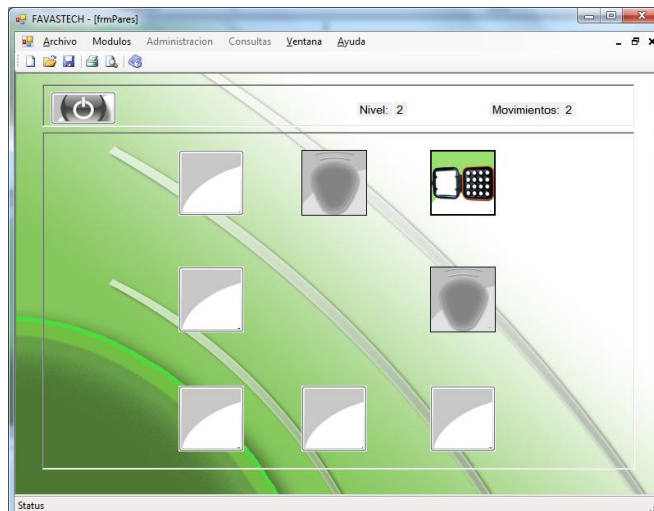 FAVASTECH - [frmPares]
Archivo Modulos Administracion Consultas Ventana Ayuda
Nivel: 2 Movimientos: 2
Status